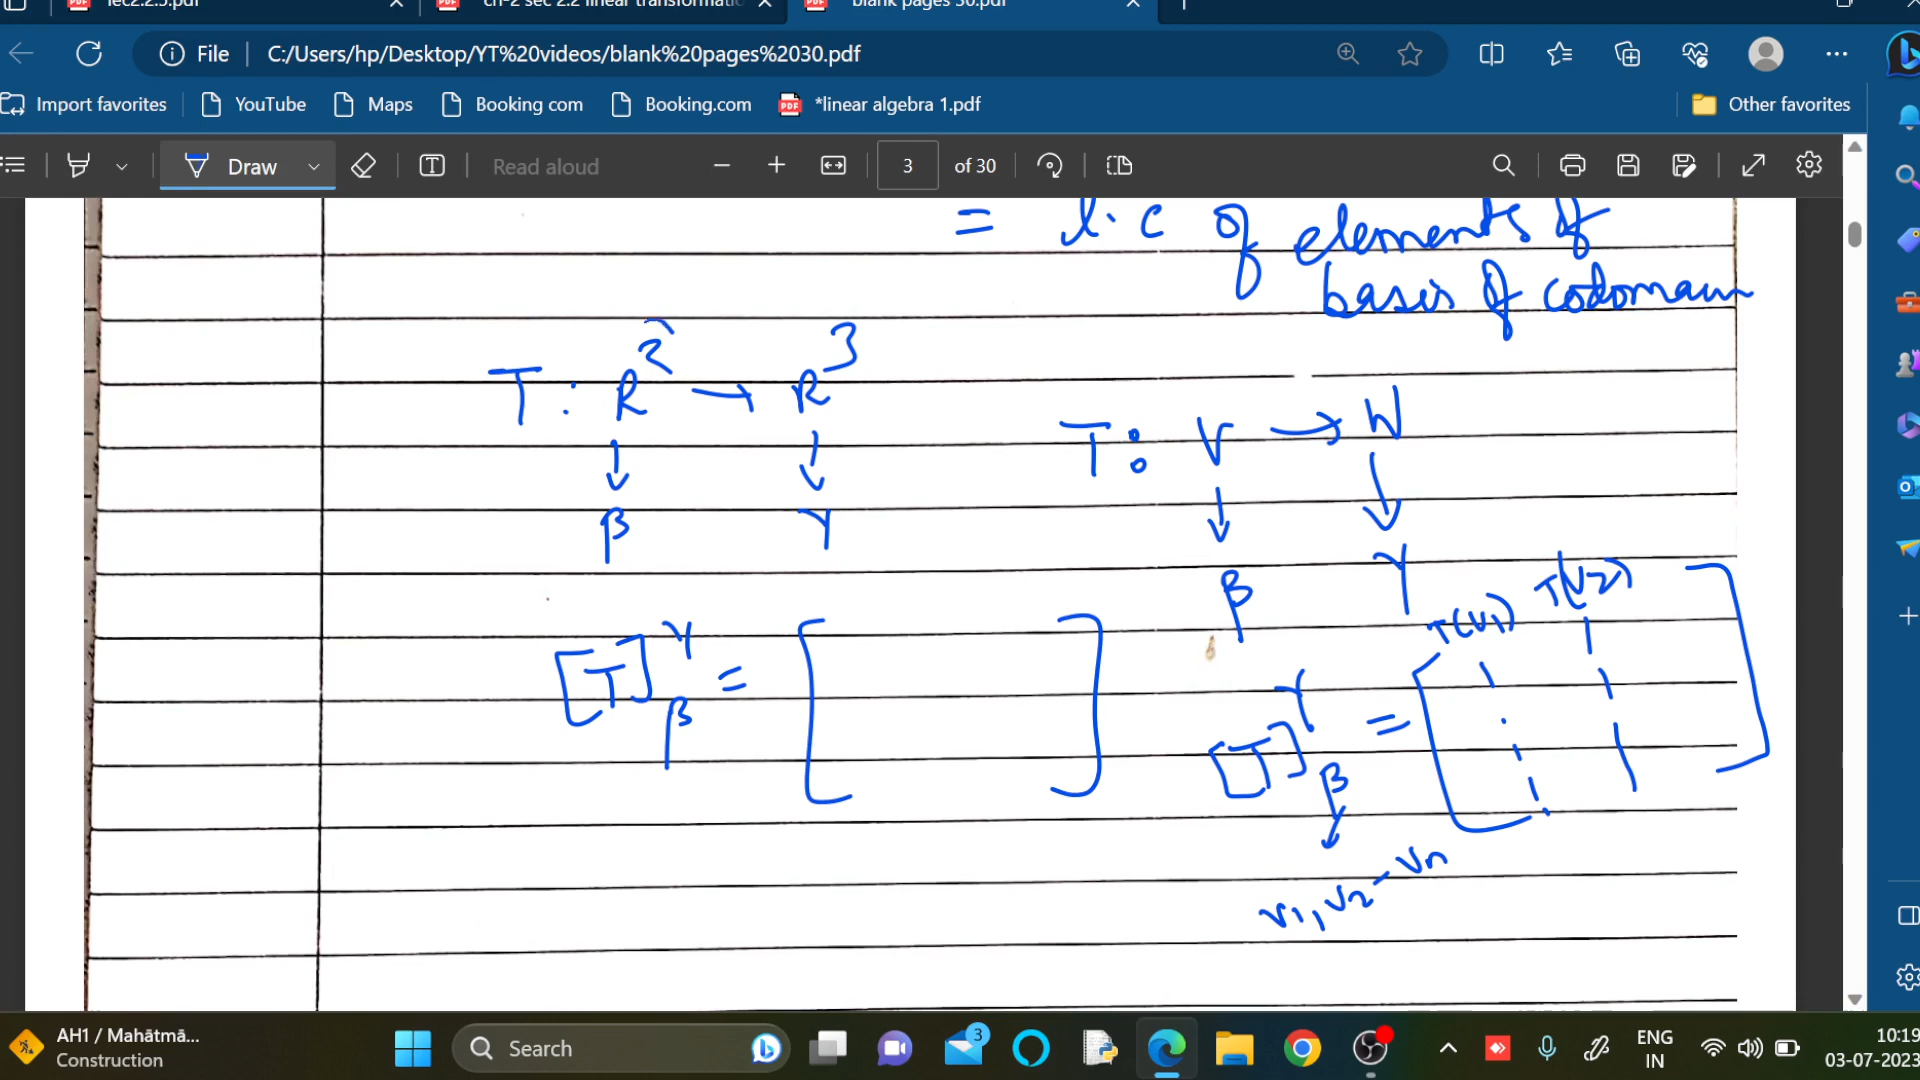 lec2.2.5.pdf
ch-2 sec 2.2 linear transformatio
blank pages 30.pdf
File C:/Users/hp/Desktop/YT%20videos/blank%20pages%2030.pdf
Import favorites YouTube Maps Booking com Booking.com *linear algebra 1.pdf Other favorites
Draw Read aloud 3 of 30
= l.c of elements of
basis of codomain
T : R² → R³
T : V → W
β γ
β γ
[T]γβ = [ ]
T(v1) T(v2)
[T]γβ = [ ]
v1, v2 - vn
AH1 / Mahātmā...
Construction
Search
3
ENG
IN
10:19
03-07-2023